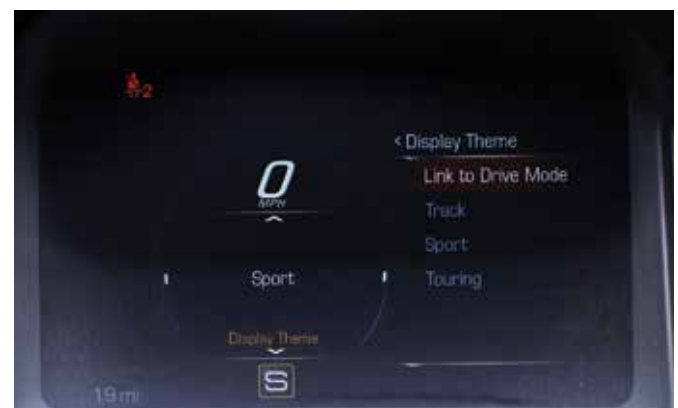 2
< Display Theme
Link to Drive Mode
0
MPH
Track
Sport
Sport
Touring
Display Theme
S
19 mi